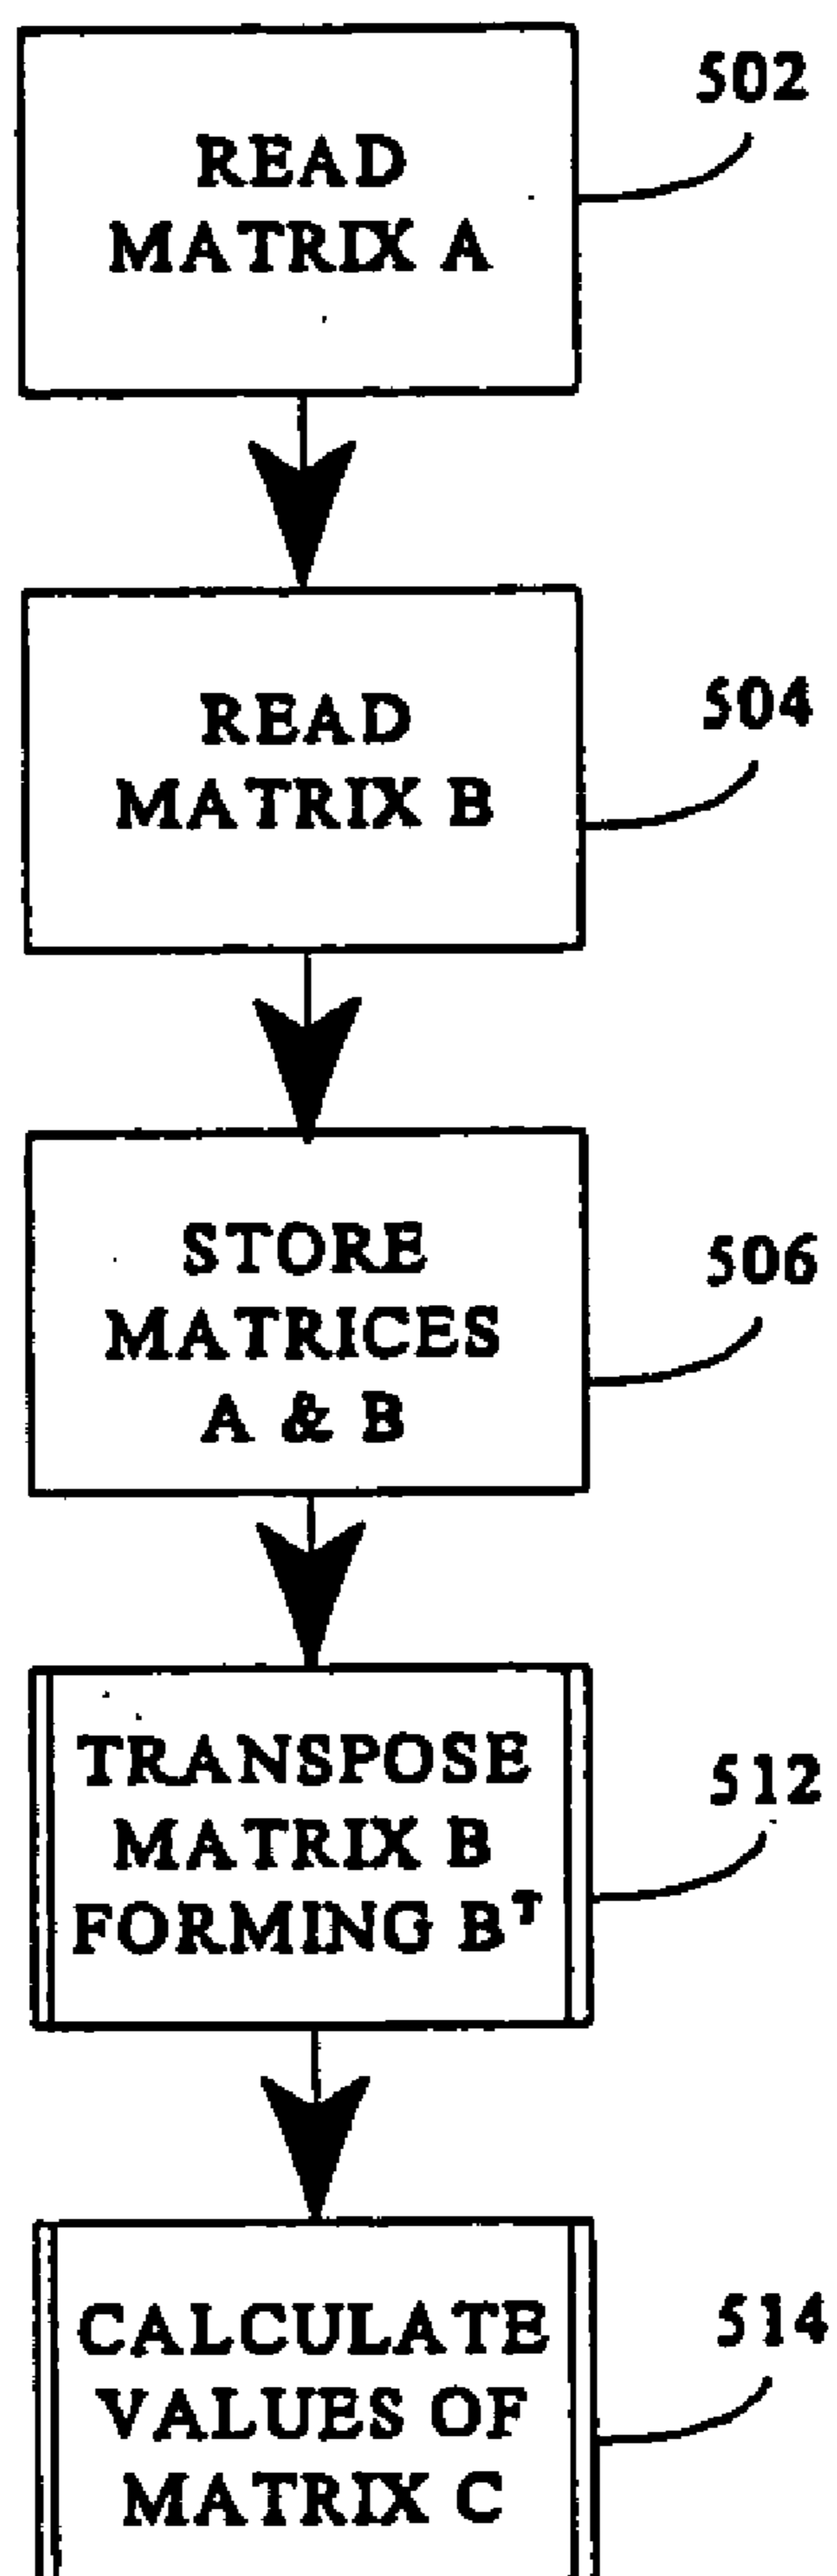 READ
MATRIX A
502
READ
MATRIX B
504
STORE
MATRICES
A & B
506
TRANSPOSE
MATRIX B
FORMING Bᵀ
512
CALCULATE
VALUES OF
MATRIX C
514